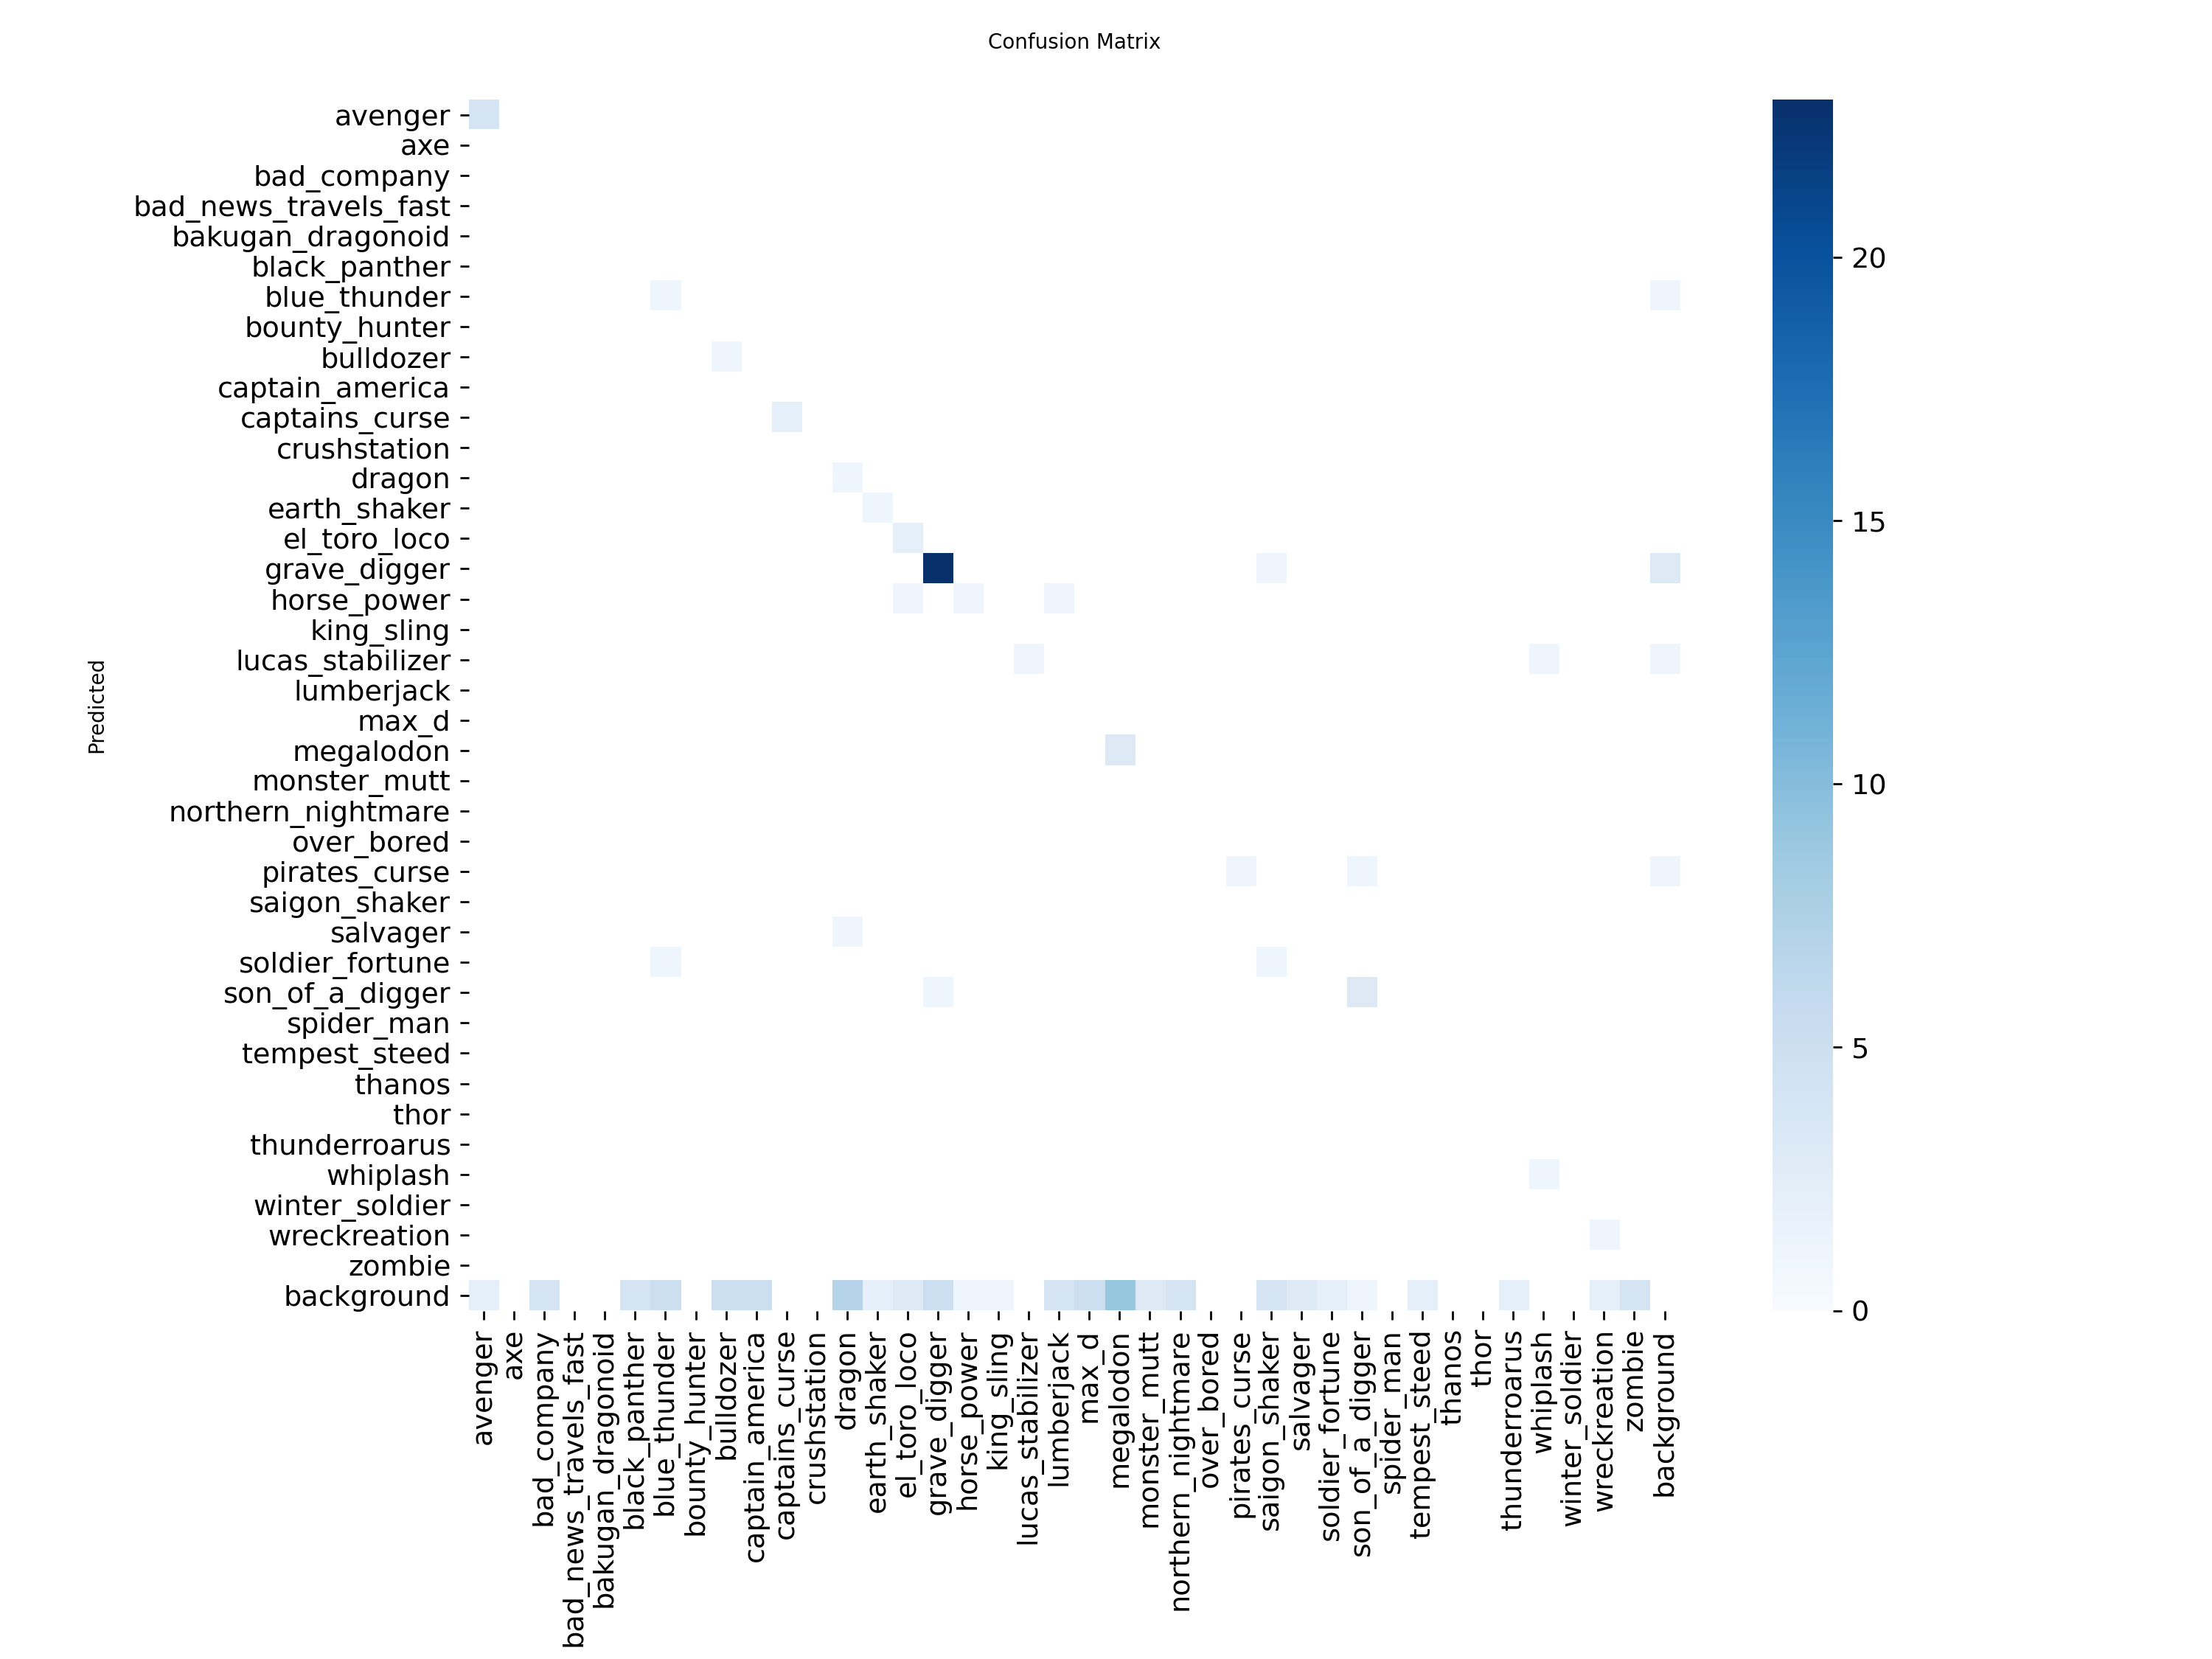 Confusion Matrix
avenger
axe
bad_company
bad_news_travels_fast
bakugan_dragonoid
black_panther
blue_thunder
bounty_hunter
bulldozer
captain_america
captains_curse
crushstation
dragon
earth_shaker
el_toro_loco
grave_digger
horse_power
king_sling
lucas_stabilizer
lumberjack
max_d
megalodon
monster_mutt
northern_nightmare
over_bored
pirates_curse
saigon_shaker
salvager
soldier_fortune
son_of_a_digger
spider_man
tempest_steed
thanos
thor
thunderroarus
whiplash
winter_soldier
wreckreation
zombie
background
Predicted
avenger
axe
bad_company
bad_news_travels_fast
bakugan_dragonoid
black_panther
blue_thunder
bounty_hunter
bulldozer
captain_america
captains_curse
crushstation
dragon
earth_shaker
el_toro_loco
grave_digger
horse_power
king_sling
lucas_stabilizer
lumberjack
max_d
megalodon
monster_mutt
northern_nightmare
over_bored
pirates_curse
saigon_shaker
salvager
soldier_fortune
son_of_a_digger
spider_man
tempest_steed
thanos
thor
thunderroarus
whiplash
winter_soldier
wreckreation
zombie
background
20
15
10
5
0